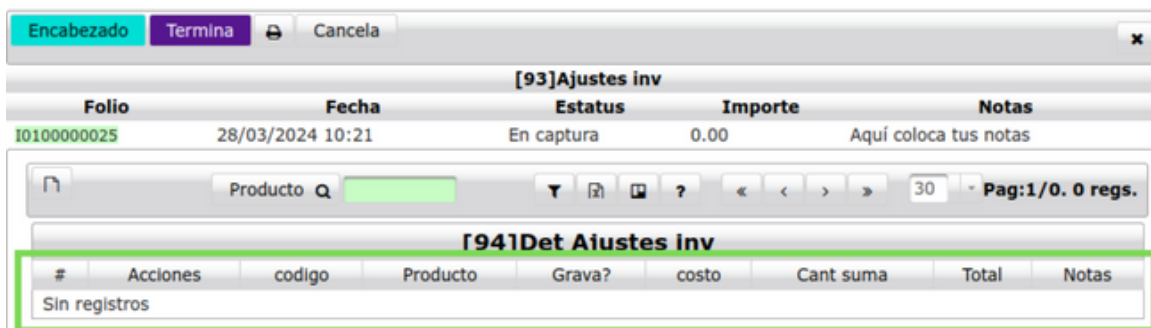 Encabezado Termina Cancela
[93]Ajustes inv
Folio Fecha Estatus Importe Notas
I0100000025 28/03/2024 10:21 En captura 0.00 Aquí coloca tus notas
Producto ? « ‹ › » 30 Pag:1/0. 0 regs.
[94]Det Ajustes inv
# Acciones codigo Producto Grava? costo Cant suma Total Notas
Sin registros